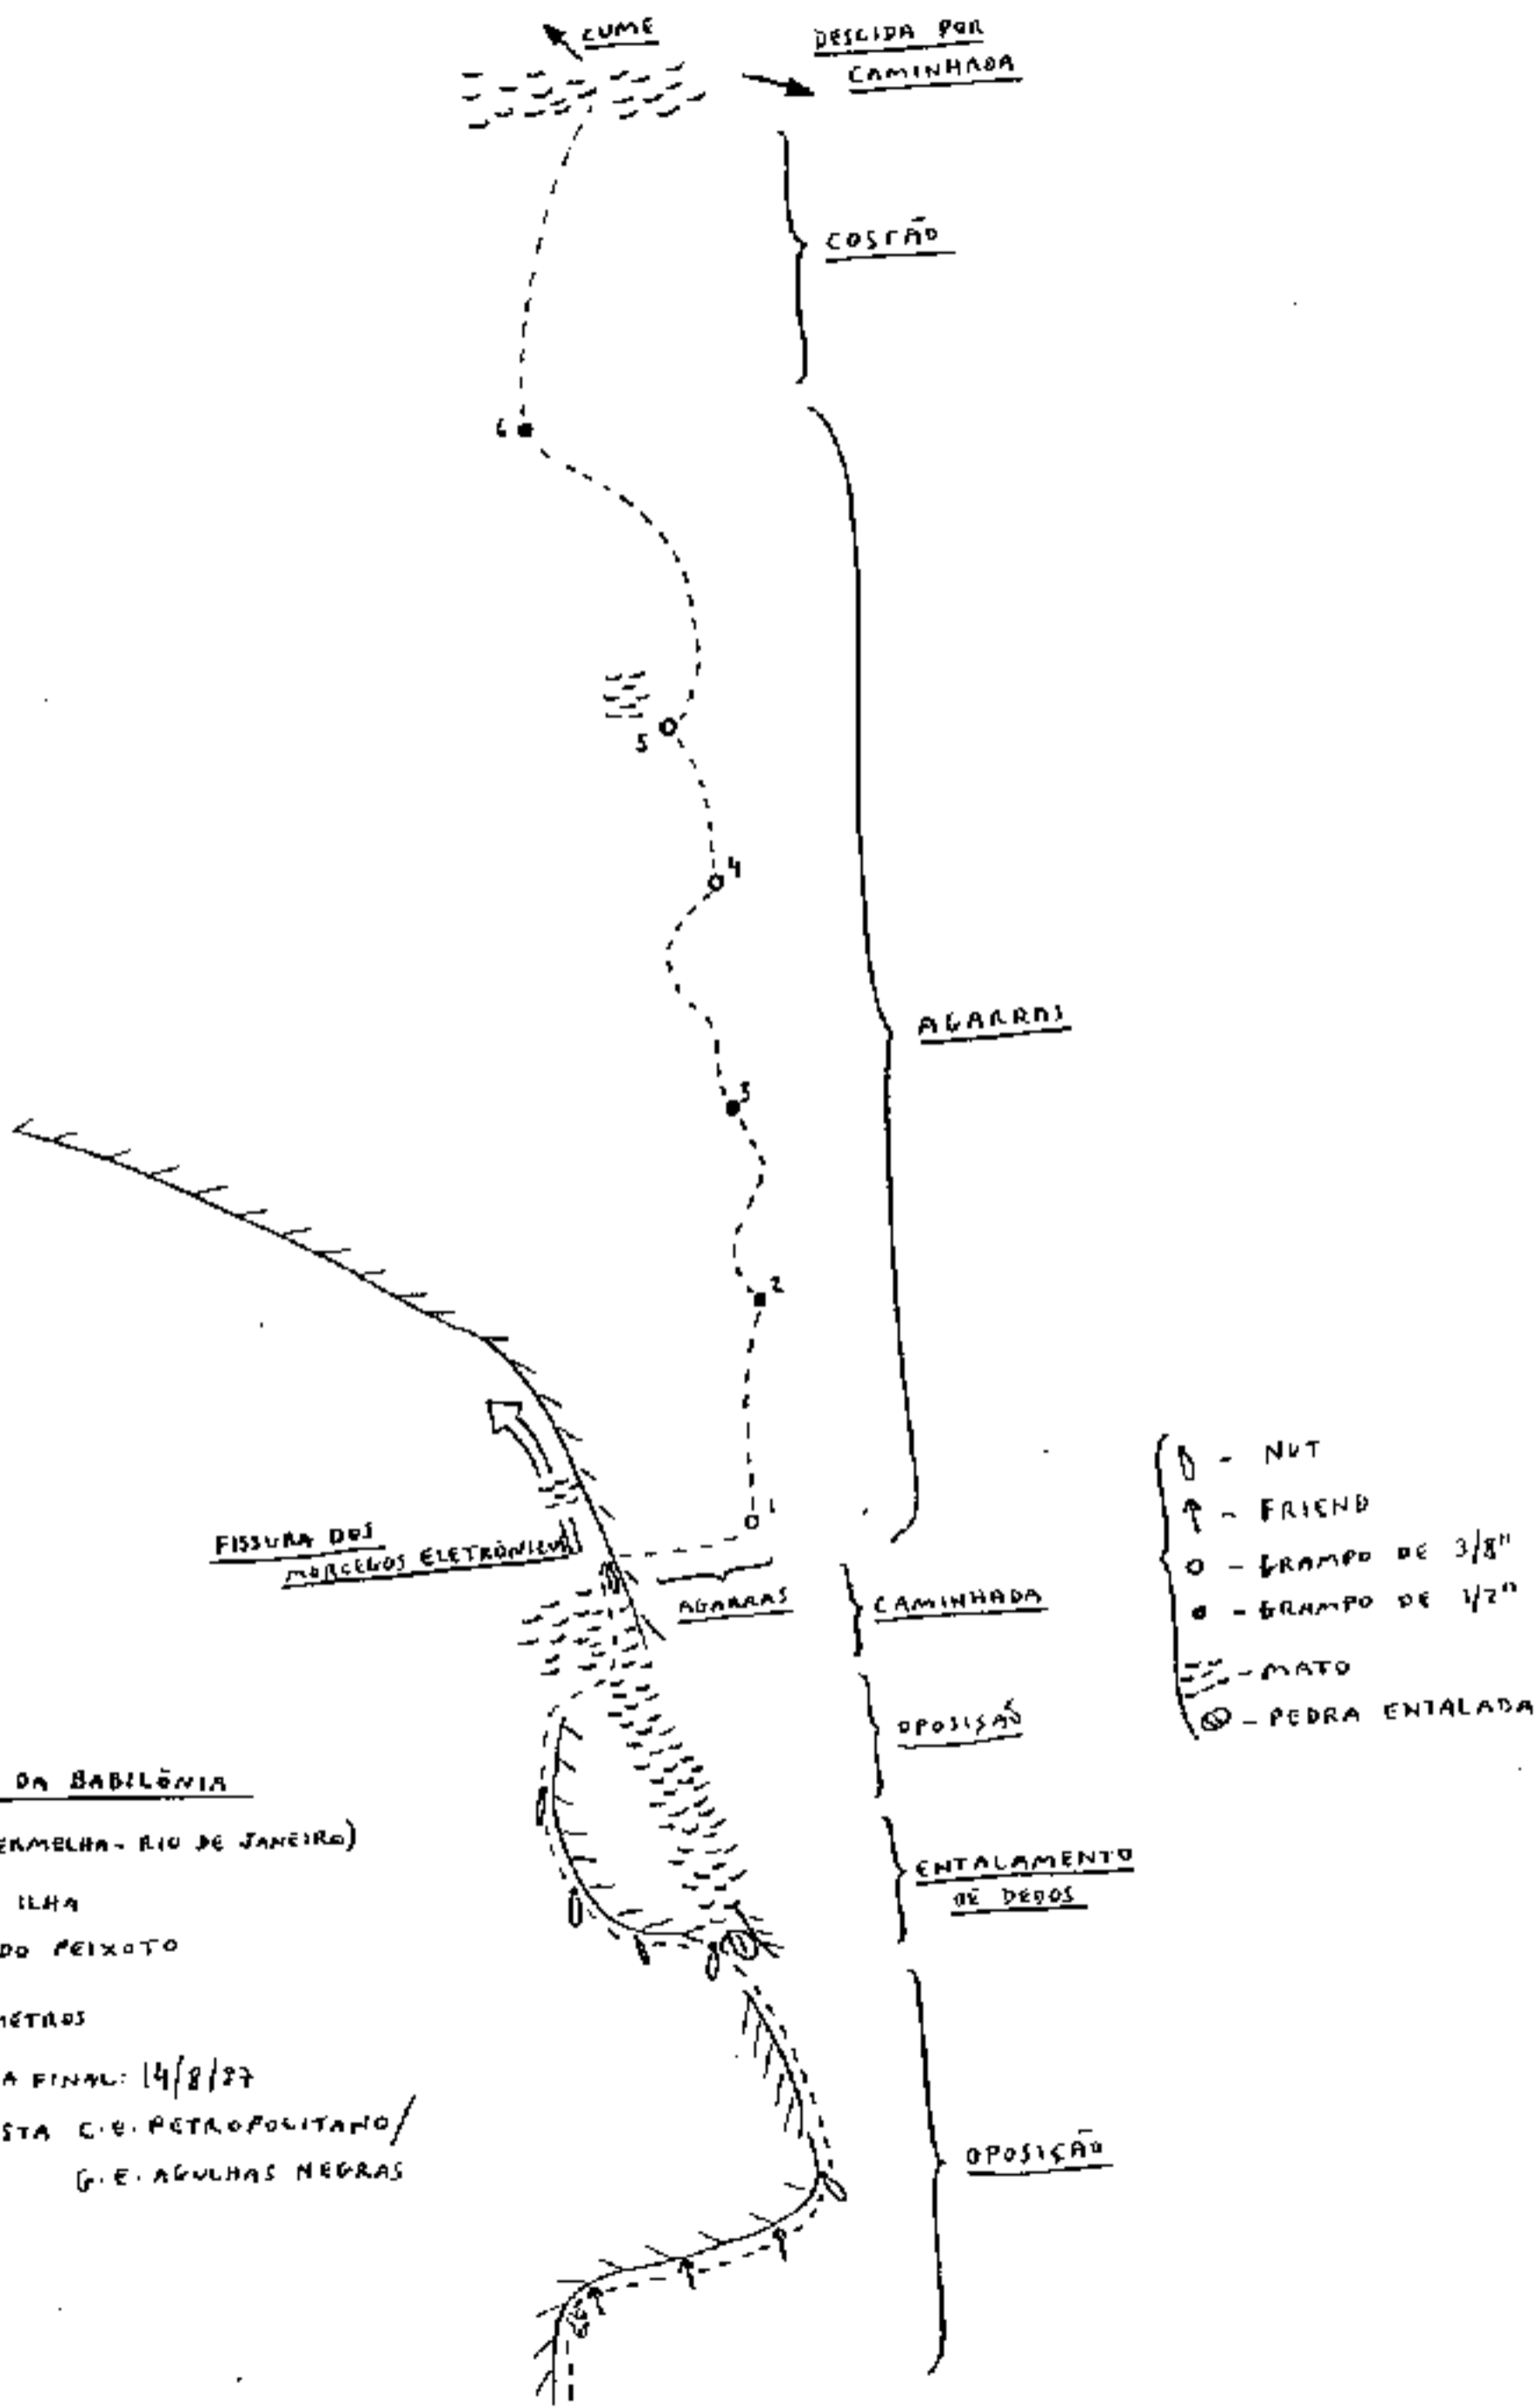 CUME
DESCIDA POR
CAMINHADA
COSTÃO
6
5
4
AGARRAS
3
2
1
FISSURA DOS
MORCEGOS ELETRÔNICOS
AGARRAS
CAMINHADA
OPOSIÇÃO
ENTALAMENTO
DE DEDOS
OPOSIÇÃO
- NUT
- FRIEND
- GRAMPO DE 3/8"
- GRAMPO DE 1/2"
- MATO
- PEDRA ENTALADA
DA BABILÔNIA
ERMELHA - RIO DE JANEIRO)
ILHA
DO PEIXOTO
METROS
A FINAL: 14/8/87
STA C.E. PETROPOLITANO/
G.E. AGULHAS NEGRAS